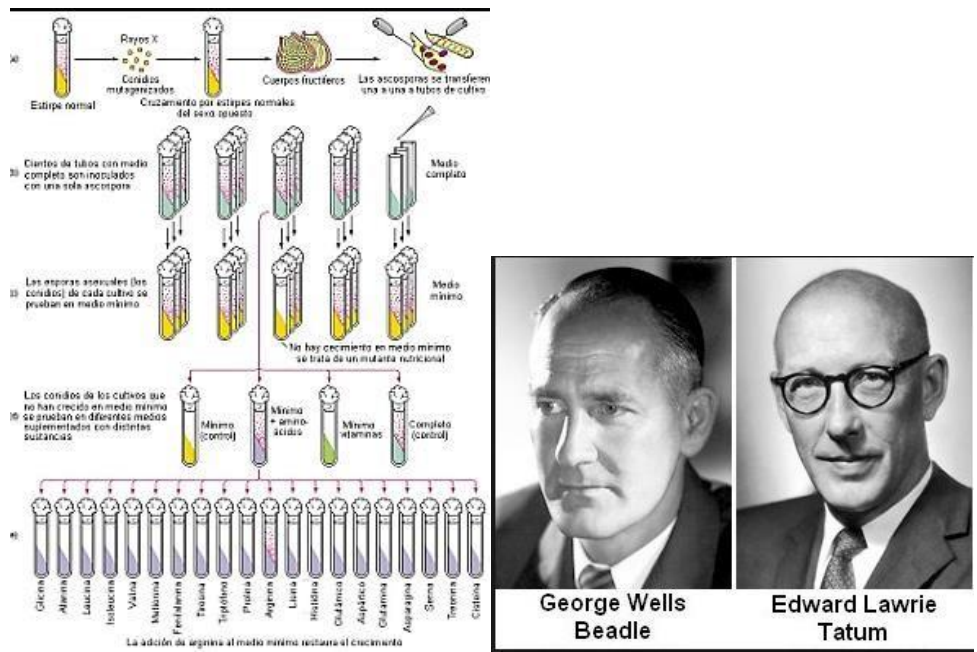 Rayos X
Estirpe normal
Conidios
mutagenizados
Cruzamiento por estirpes normales
del sexo opuesto
Cuerpos fructíferos
Las ascosporas se transfieren
una a una a tubos de cultivo
Cientos de tubos con medio
completo son inoculados
con una sola ascospora
Medio
completo
Las esporas asexuales (los
conidios) de cada cultivo se
prueban en medio mínimo
Medio
mínimo
No hay cecimiento en medio mínimo
se trata de un mutante nutricional
Los conidios de los cultivos que
no han crecido en medio mínimo
se prueban en diferentes medios
suplementados con distintas
sustancias
Mínimo
(control)
Mínimo
+ amino-
ácidos
Mínimo
vitaminas
Completo
(control)
Glicina
Alanina
Leucina
Isoleucina
Valina
Metionina
Fenilalanina
Tirosina
Triptófano
Prolina
Arginina
Lisina
Histidina
Glutámico
Aspártico
Glutamina
Asparagina
Serina
Treonina
Cisteína
La adición de arginina al medio mínimo restaura el crecimiento
George Wells
Beadle
Edward Lawrie
Tatum